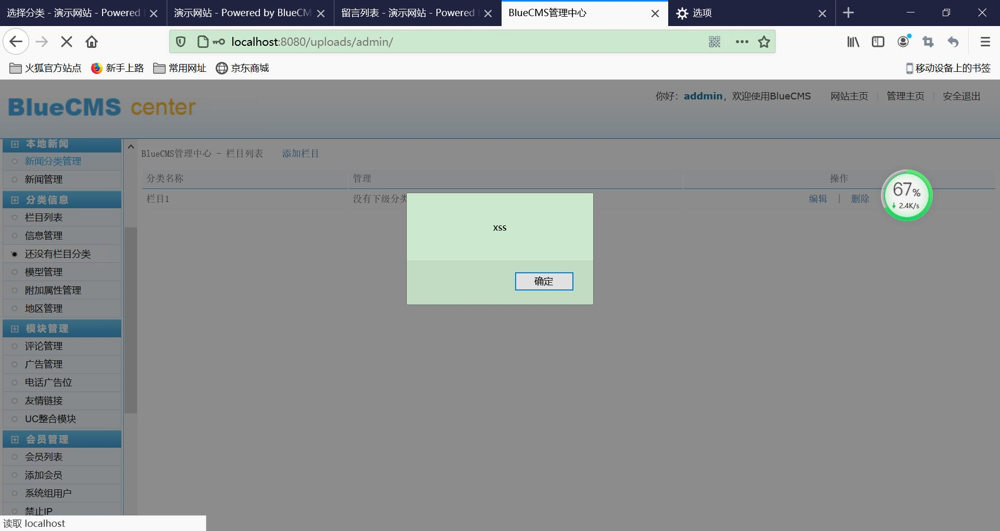 选择分类 - 演示网站 - Powered
演示网站 - Powered by BlueCM
留言列表 - 演示网站 - Powered
BlueCMS管理中心
选项
localhost:8080/uploads/admin/
火狐官方站点
新手上路
常用网址
京东商城
移动设备上的书签
BlueCMS center
你好：addmin，欢迎使用BlueCMS
网站主页 | 管理主页 | 安全退出
本地新闻
新闻分类管理
新闻管理
分类信息
栏目列表
信息管理
还没有栏目分类
模型管理
附加属性管理
地区管理
模块管理
评论管理
广告管理
电话广告位
友情链接
UC整合模块
会员管理
会员列表
添加会员
系统组用户
禁止IP
BlueCMS管理中心 - 栏目列表
添加栏目
分类名称
管理
操作
栏目1
没有下级分类
编辑 | 删除
67%
2.4K/s
xss
确定
读取 localhost